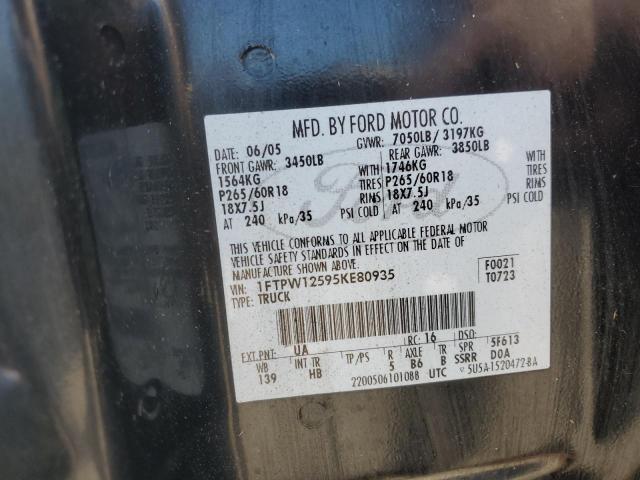 MFD. BY FORD MOTOR CO.
DATE: 06/05 GVWR: 7050LB/ 3197KG
FRONT GAWR: 3450LB REAR GAWR: 3850LB
1564KG WITH 1746KG WITH
P265/60R18 TIRES P265/60R18 TIRES
18X7.5J RIMS 18X7.5J RIMS
AT 240 kPa/35 PSI COLD AT 240 kPa/35 PSI COLD
THIS VEHICLE CONFORMS TO ALL APPLICABLE FEDERAL MOTOR
VEHICLE SAFETY STANDARDS IN EFFECT ON THE DATE OF
MANUFACTURE SHOWN ABOVE.
VIN: 1FTPW12595KE80935 F0021
TYPE: TRUCK T0723
EXT. PNT: UA RC: 16 DSO:
WB INT TR TP/PS R AXLE TR SPR 5F613
139 HB 5 B6 B SSRR DOA
2200506101088 UTC 5U5A-1520472-BA
Ford